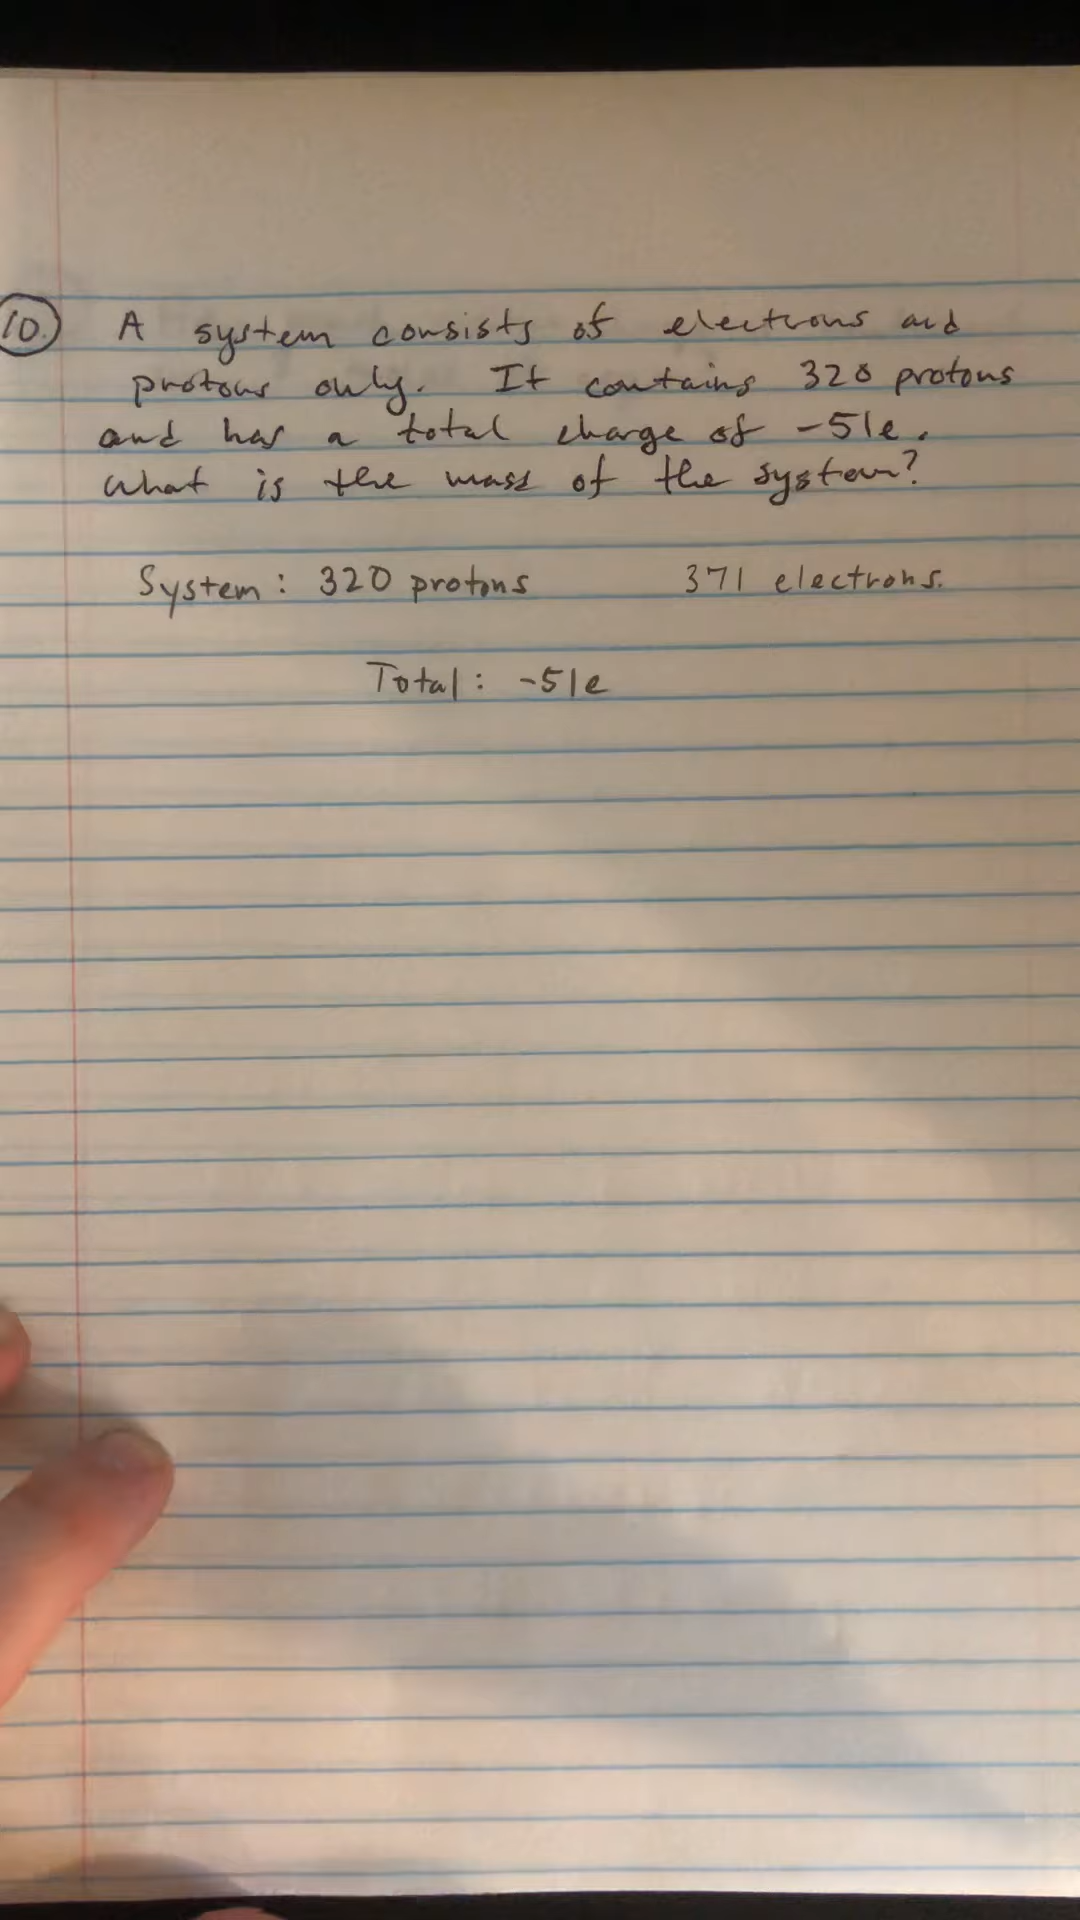 10. A system consists of electrons and
protons only. It contains 320 protons
and has a total charge of -51e.
What is the mass of the system?
System: 320 protons 371 electrons.
Total: -51e